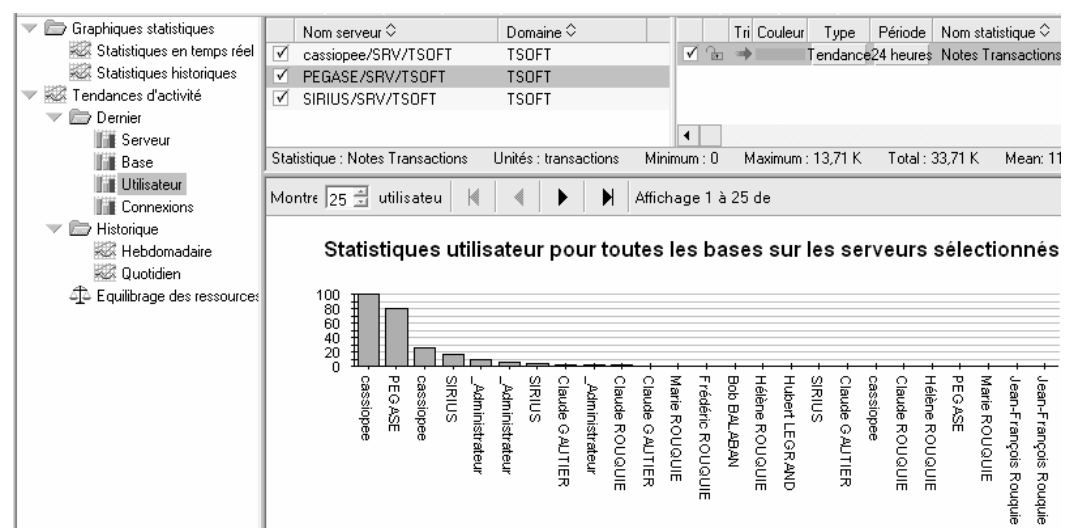 Graphiques statistiques
Statistiques en temps réel
Statistiques historiques
Tendances d'activité
Dernier
Serveur
Base
Utilisateur
Connexions
Historique
Hebdomadaire
Quotidien
Equilibrage des ressources
Nom serveur Domaine
cassiopee/SRV/TSOFT TSOFT
PEGASE/SRV/TSOFT TSOFT
SIRIUS/SRV/TSOFT TSOFT
Tri Couleur Type Période Nom statistique
Tendance 24 heures Notes Transactions
Statistique : Notes Transactions Unités : transactions Minimum : 0 Maximum : 13,71 K Total : 33,71 K Mean: 11
Montre 25 utilisateu Affichage 1 à 25 de
Statistiques utilisateur pour toutes les bases sur les serveurs sélectionnés
100
80
60
40
20
0
cassiopee
PEGASE
cassiopee
SIRIUS
_Administrateur
_Administrateur
SIRIUS
Claude GAUTIER
_Administrateur
Claude ROUQUIE
Claude GAUTIER
Marie ROUQUIE
Frédéric ROUQUIE
Bob BALABAN
Hélène ROUQUIE
Hubert LEGRAND
SIRIUS
Claude GAUTIER
cassiopee
Claude ROUQUIE
Hélène ROUQUIE
PEGASE
Marie ROUQUIE
Jean-François Rouquie
Jean-François Rouquie